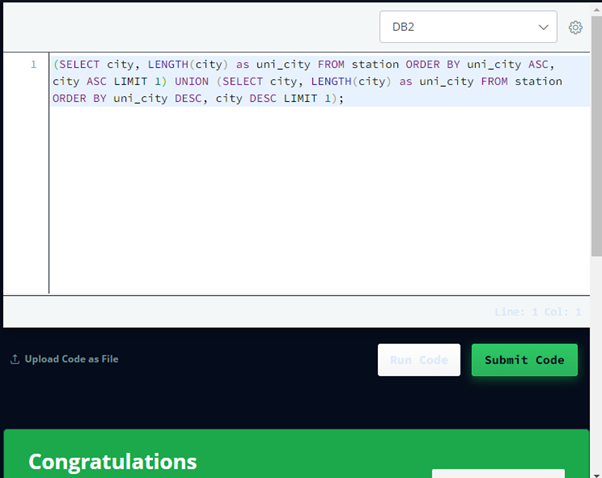 DB2
1 (SELECT city, LENGTH(city) as uni_city FROM station ORDER BY uni_city ASC,
city ASC LIMIT 1) UNION (SELECT city, LENGTH(city) as uni_city FROM station
ORDER BY uni_city DESC, city DESC LIMIT 1);
Line: 1 Col: 1
Upload Code as File
Run Code
Submit Code
Congratulations